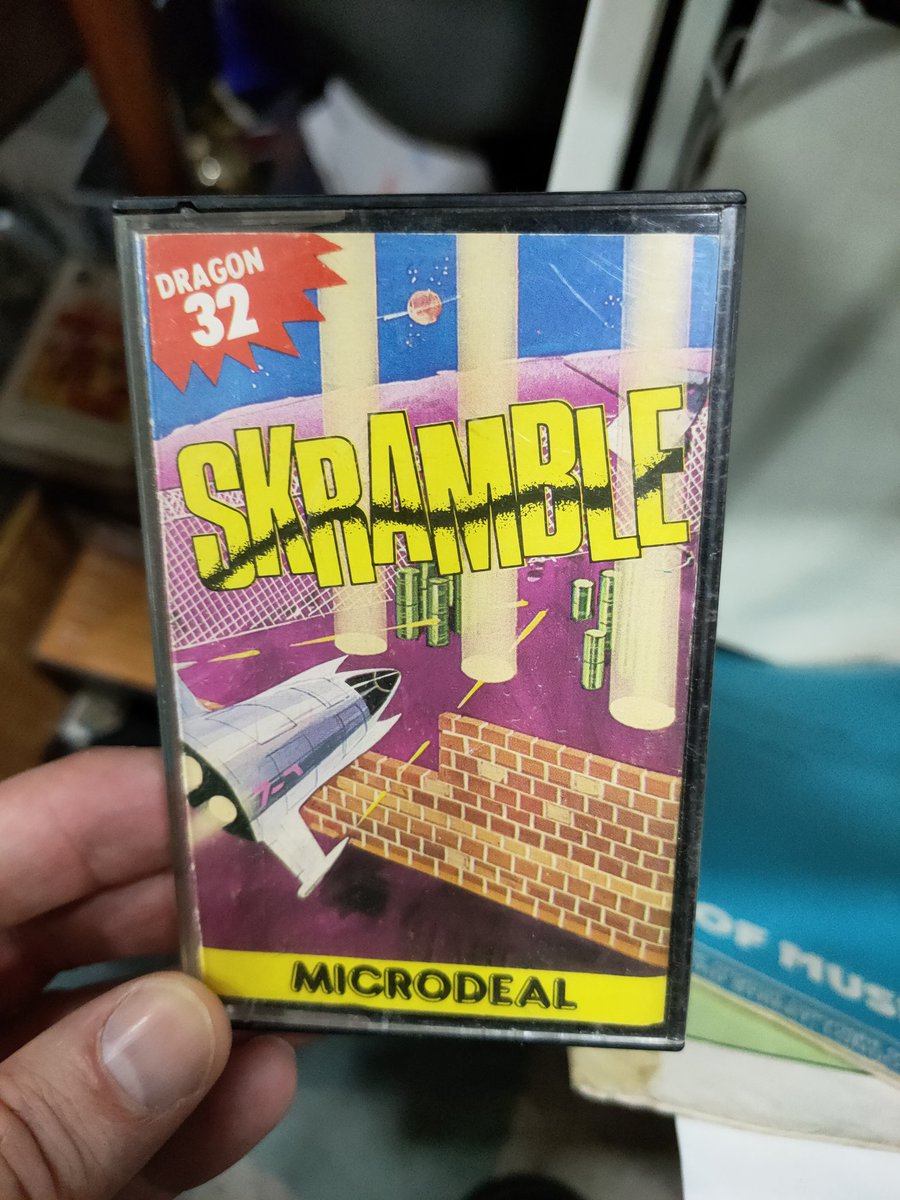 DRAGON
32
SKRAMBLE
MICRODEAL
OF MUS